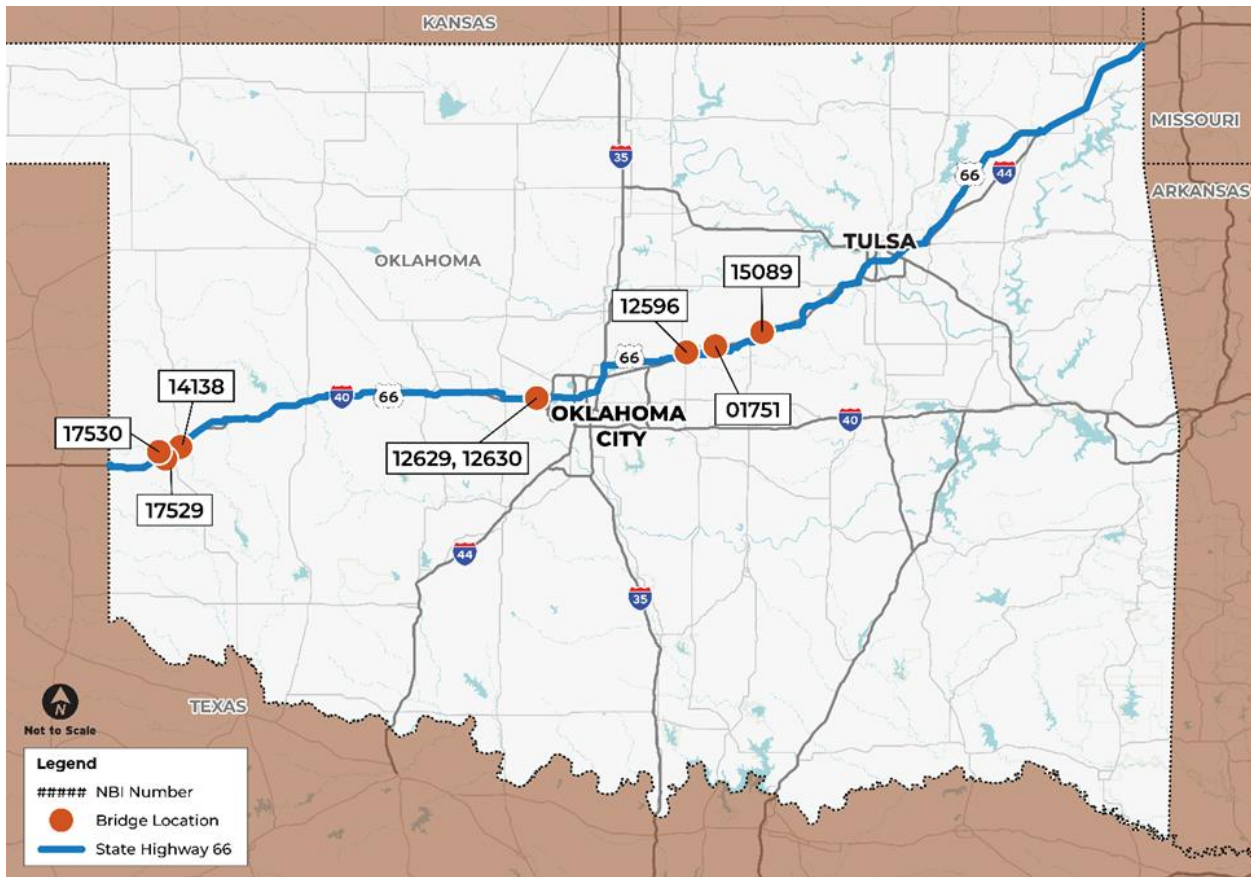 KANSAS
35
MISSOURI
66
44
ARKANSAS
TULSA
OKLAHOMA
15089
12596
66
14138
40
66
01751
17530
OKLAHOMA
CITY
40
12629, 12630
17529
44
35
TEXAS
N
Not to Scale
Legend
##### NBI Number
Bridge Location
State Highway 66